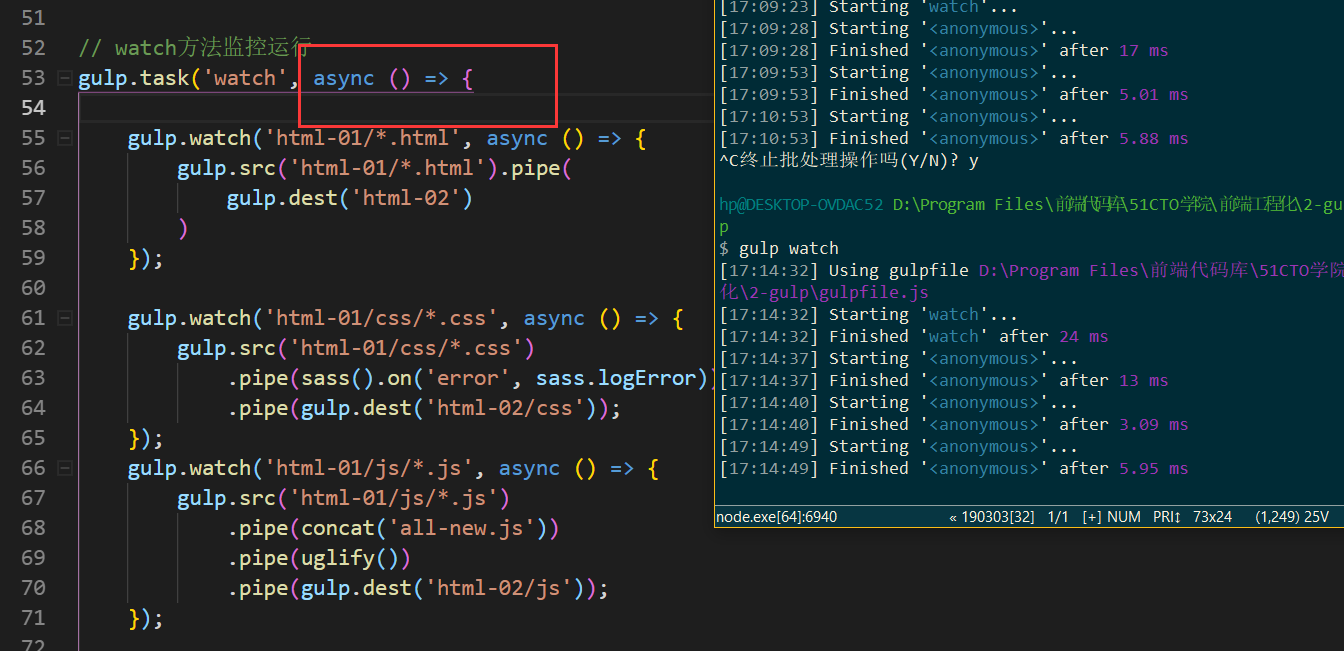 51
52 // watch方法监控运行
53 gulp.task('watch', async () => {
54
55 gulp.watch('html-01/*.html', async () => {
56 gulp.src('html-01/*.html').pipe(
57 gulp.dest('html-02')
58 )
59 });
60
61 gulp.watch('html-01/css/*.css', async () => {
62 gulp.src('html-01/css/*.css')
63 .pipe(sass().on('error', sass.logError))
64 .pipe(gulp.dest('html-02/css'));
65 });
66 gulp.watch('html-01/js/*.js', async () => {
67 gulp.src('html-01/js/*.js')
68 .pipe(concat('all-new.js'))
69 .pipe(uglify())
70 .pipe(gulp.dest('html-02/js'));
71 });
72
[17:09:23] Starting 'watch'...
[17:09:28] Starting '<anonymous>'...
[17:09:28] Finished '<anonymous>' after 17 ms
[17:09:53] Starting '<anonymous>'...
[17:09:53] Finished '<anonymous>' after 5.01 ms
[17:10:53] Starting '<anonymous>'...
[17:10:53] Finished '<anonymous>' after 5.88 ms
^C终止批处理操作吗(Y/N)? y
hp@DESKTOP-OVDAC52 D:\Program Files\前端代码库\51CTO学院\前端工程化\2-gu
p
$ gulp watch
[17:14:32] Using gulpfile D:\Program Files\前端代码库\51CTO学院
化\2-gulp\gulpfile.js
[17:14:32] Starting 'watch'...
[17:14:32] Finished 'watch' after 24 ms
[17:14:37] Starting '<anonymous>'...
[17:14:37] Finished '<anonymous>' after 13 ms
[17:14:40] Starting '<anonymous>'...
[17:14:40] Finished '<anonymous>' after 3.09 ms
[17:14:49] Starting '<anonymous>'...
[17:14:49] Finished '<anonymous>' after 5.95 ms
node.exe[64]:6940 « 190303[32] 1/1 [+] NUM PRI↕ 73x24 (1,249) 25V